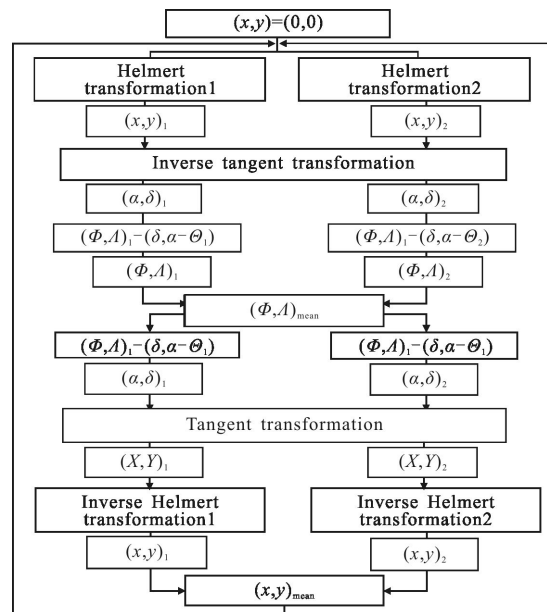 (x,y)=(0,0)
Helmert
transformation1
Helmert
transformation2
(x,y)₁
(x,y)₂
Inverse tangent transformation
(α,δ)₁
(α,δ)₂
(Φ,Λ)₁−(δ,α−Θ₁)
(Φ,Λ)₁−(δ,α−Θ₂)
(Φ,Λ)₁
(Φ,Λ)₂
(Φ,Λ)mean
(Φ,Λ)₁−(δ,α−Θ₁)
(Φ,Λ)₁−(δ,α−Θ₁)
(α,δ)₁
(α,δ)₂
Tangent transformation
(X,Y)₁
(X,Y)₂
Inverse Helmert
transformation1
Inverse Helmert
transformation2
(x,y)₁
(x,y)₂
(x,y)mean